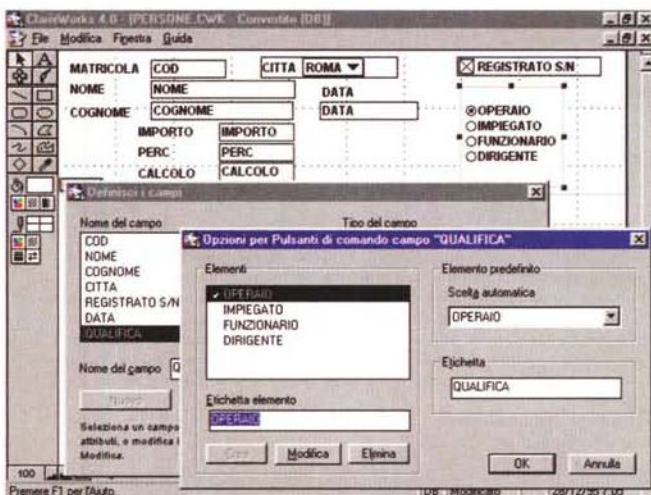 ClarisWorks 4.0 - [PERSONE.CWK - Convertito [DB]]
File Modifica Finestra Guida
MATRICOLA COD CITTA ROMA REGISTRATO S/N
NOME NOME DATA
COGNOME COGNOME DATA
OPERAIO
IMPIEGATO
FUNZIONARIO
DIRIGENTE
IMPORTO IMPORTO
PERC PERC
CALCOLO CALCOLO
Definisci i campi
Nome del campo Tipo del campo
COD
NOME
COGNOME
CITTA
REGISTRATO S/N
DATA
QUALIFICA
Nome del campo Q
Nuovo
Seleziona un campo
attributi, o modifica i
Modifica.
Opzioni per Pulsanti di comando campo "QUALIFICA"
Elementi
OPERAIO
IMPIEGATO
FUNZIONARIO
DIRIGENTE
Etichetta elemento
OPERAIO
Crea Modifica Elimina
Elemento predefinito
Scelta automatica
OPERAIO
Etichetta
QUALIFICA
OK Annulla
100
Premere F1 per l'Aiuto. DB Modificato 28/12/95